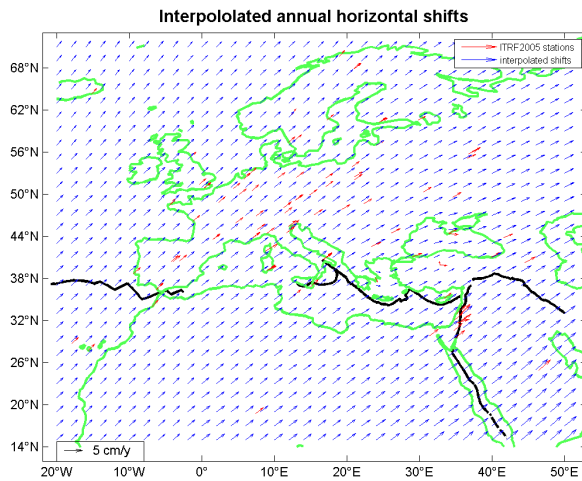 Interpololated annual horizontal shifts
ITRF2005 stations
interpolated shifts
68°N
62°N
56°N
50°N
44°N
38°N
32°N
26°N
20°N
14°N
5 cm/y
20°W 10°W 0° 10°E 20°E 30°E 40°E 50°E